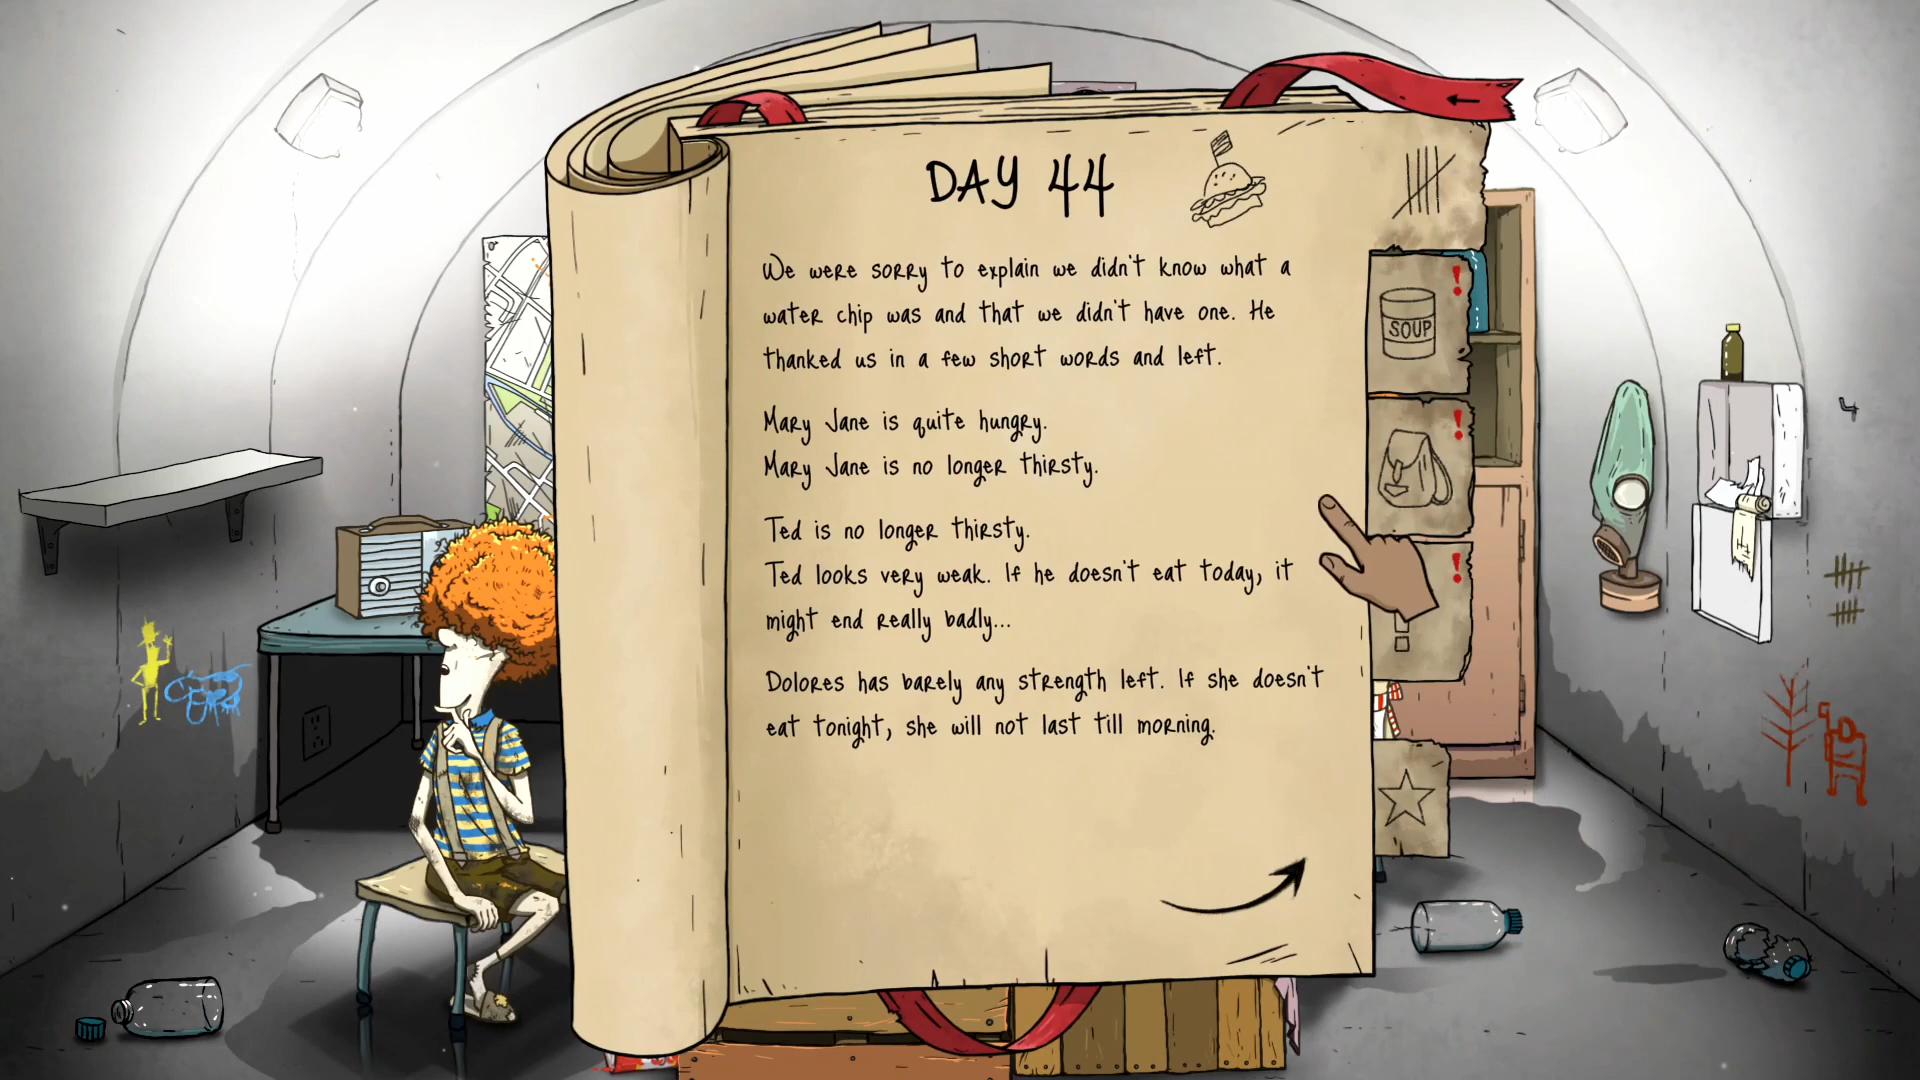 DAY 44
We were sorry to explain we didn't know what a
water chip was and that we didn't have one. He
thanked us in a few short words and left.
Mary Jane is quite hungry.
Mary Jane is no longer thirsty.
Ted is no longer thirsty.
Ted looks very weak. If he doesn't eat today, it
might end really badly...
Dolores has barely any strength left. If she doesn't
eat tonight, she will not last till morning.
!
SOUP
!
!